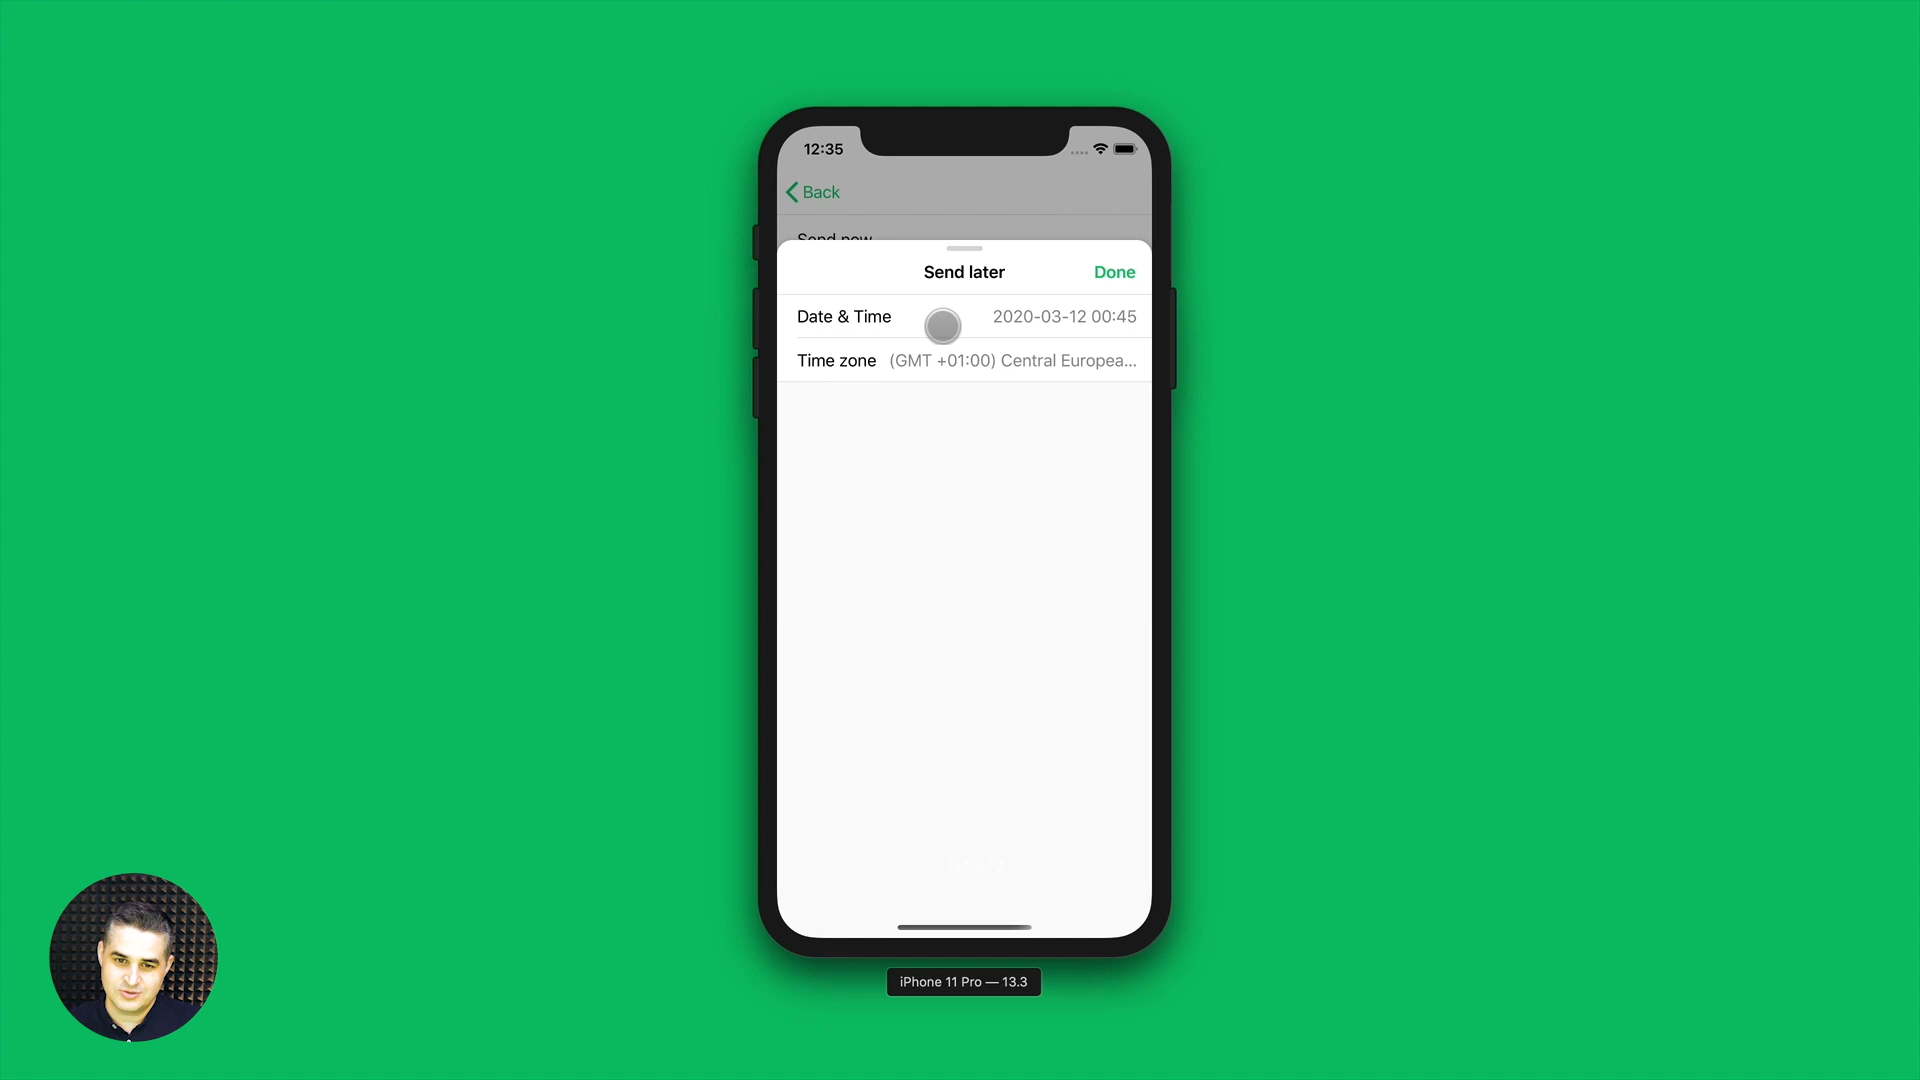 12:35
Back
Send now
Send later
Done
Date & Time
2020-03-12 00:45
Time zone
(GMT +01:00) Central Europea...
iPhone 11 Pro — 13.3